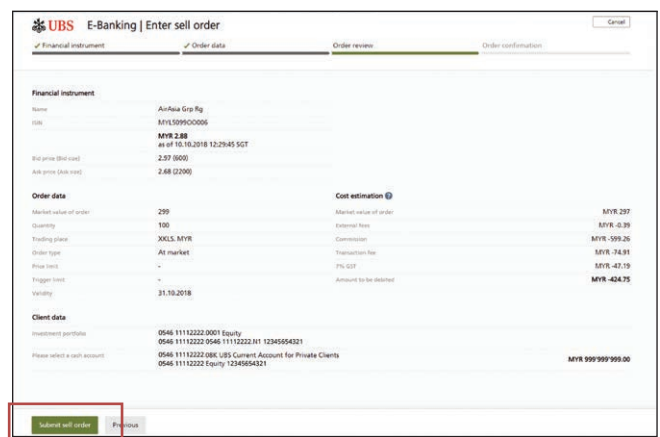 UBS E-Banking | Enter sell order
Cancel
Financial instrument
Order data
Order review
Order confirmation
Financial instrument
Name AirAsia Grp Rg
ISIN MYL5099OO006
MYR 2.88
as of 10.10.2018 12:29:45 SGT
Bid price (Bid size) 2.97 (600)
Ask price (Ask size) 2.68 (2200)
Order data
Market value of order 299
Quantity 100
Trading place XKLS, MYR
Order type At market
Price limit -
Trigger limit -
Validity 31.10.2018
Cost estimation
Market value of order MYR 297
External fees MYR -0.39
Commission MYR -599.26
Transaction fee MYR -74.91
7% GST MYR -47.19
Amount to be debited MYR -424.75
Client data
Investment portfolio 0546 11112222.0001 Equity
0546 11112222 0546 11112222.N1 12345654321
Please select a cash account 0546 11112222.08K UBS Current Account for Private Clients
0546 11112222 Equity 12345654321
MYR 999'999'999.00
Submit sell order
Previous